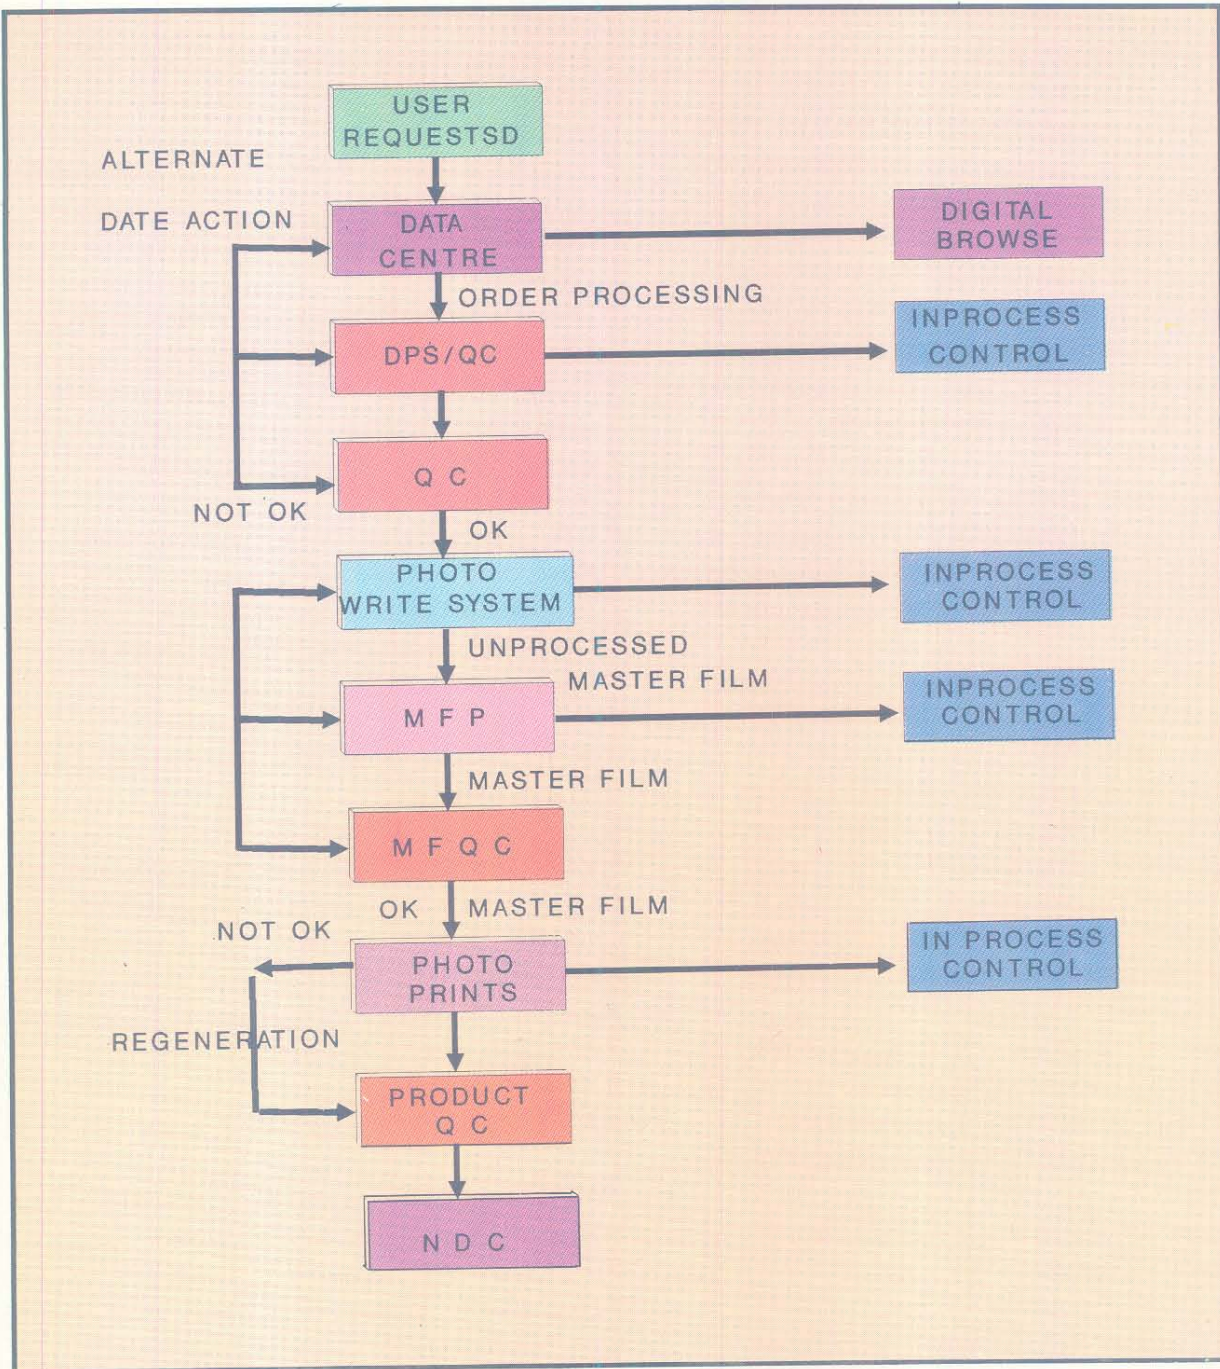 USER
REQUESTSD
ALTERNATE
DATE ACTION
DATA
CENTRE
DIGITAL
BROWSE
ORDER PROCESSING
DPS/QC
INPROCESS
CONTROL
Q C
NOT OK
OK
PHOTO
WRITE SYSTEM
INPROCESS
CONTROL
UNPROCESSED
MASTER FILM
M F P
INPROCESS
CONTROL
MASTER FILM
M F Q C
OK
MASTER FILM
NOT OK
PHOTO
PRINTS
IN PROCESS
CONTROL
REGENERATION
PRODUCT
Q C
N D C